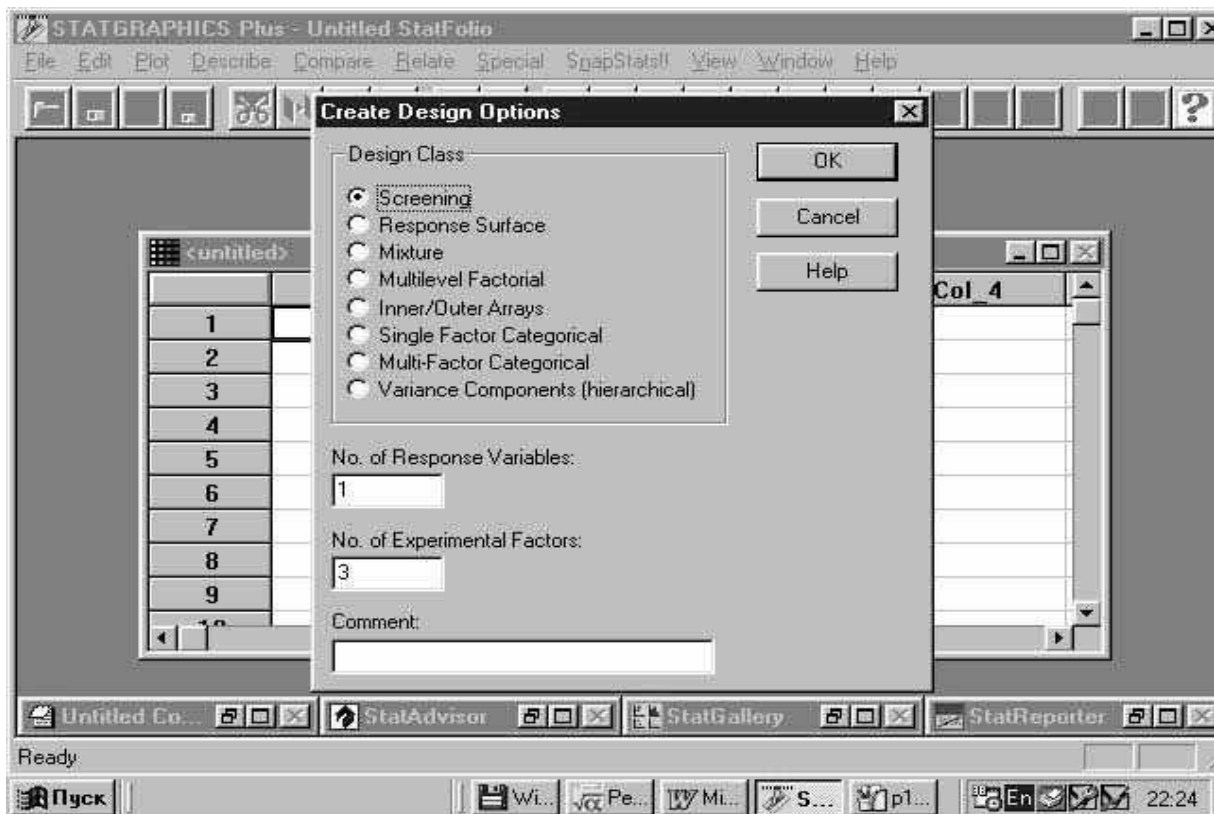 STATGRAPHICS Plus - Untitled StatFolio
File Edit Plot Describe Compare Relate Special SnapStats!! View Window Help
Create Design Options
Design Class
Screening
Response Surface
Mixture
Multilevel Factorial
Inner/Outer Arrays
Single Factor Categorical
Multi-Factor Categorical
Variance Components (hierarchical)
OK
Cancel
Help
No. of Response Variables:
1
No. of Experimental Factors:
3
Comment:
<untitled>
Col_4
1
2
3
4
5
6
7
8
9
10
Untitled Co...
StatAdvisor
StatGallery
StatReporter
Ready
Пуск
Wi...
Pe...
Mi...
S...
p1...
En
22:24